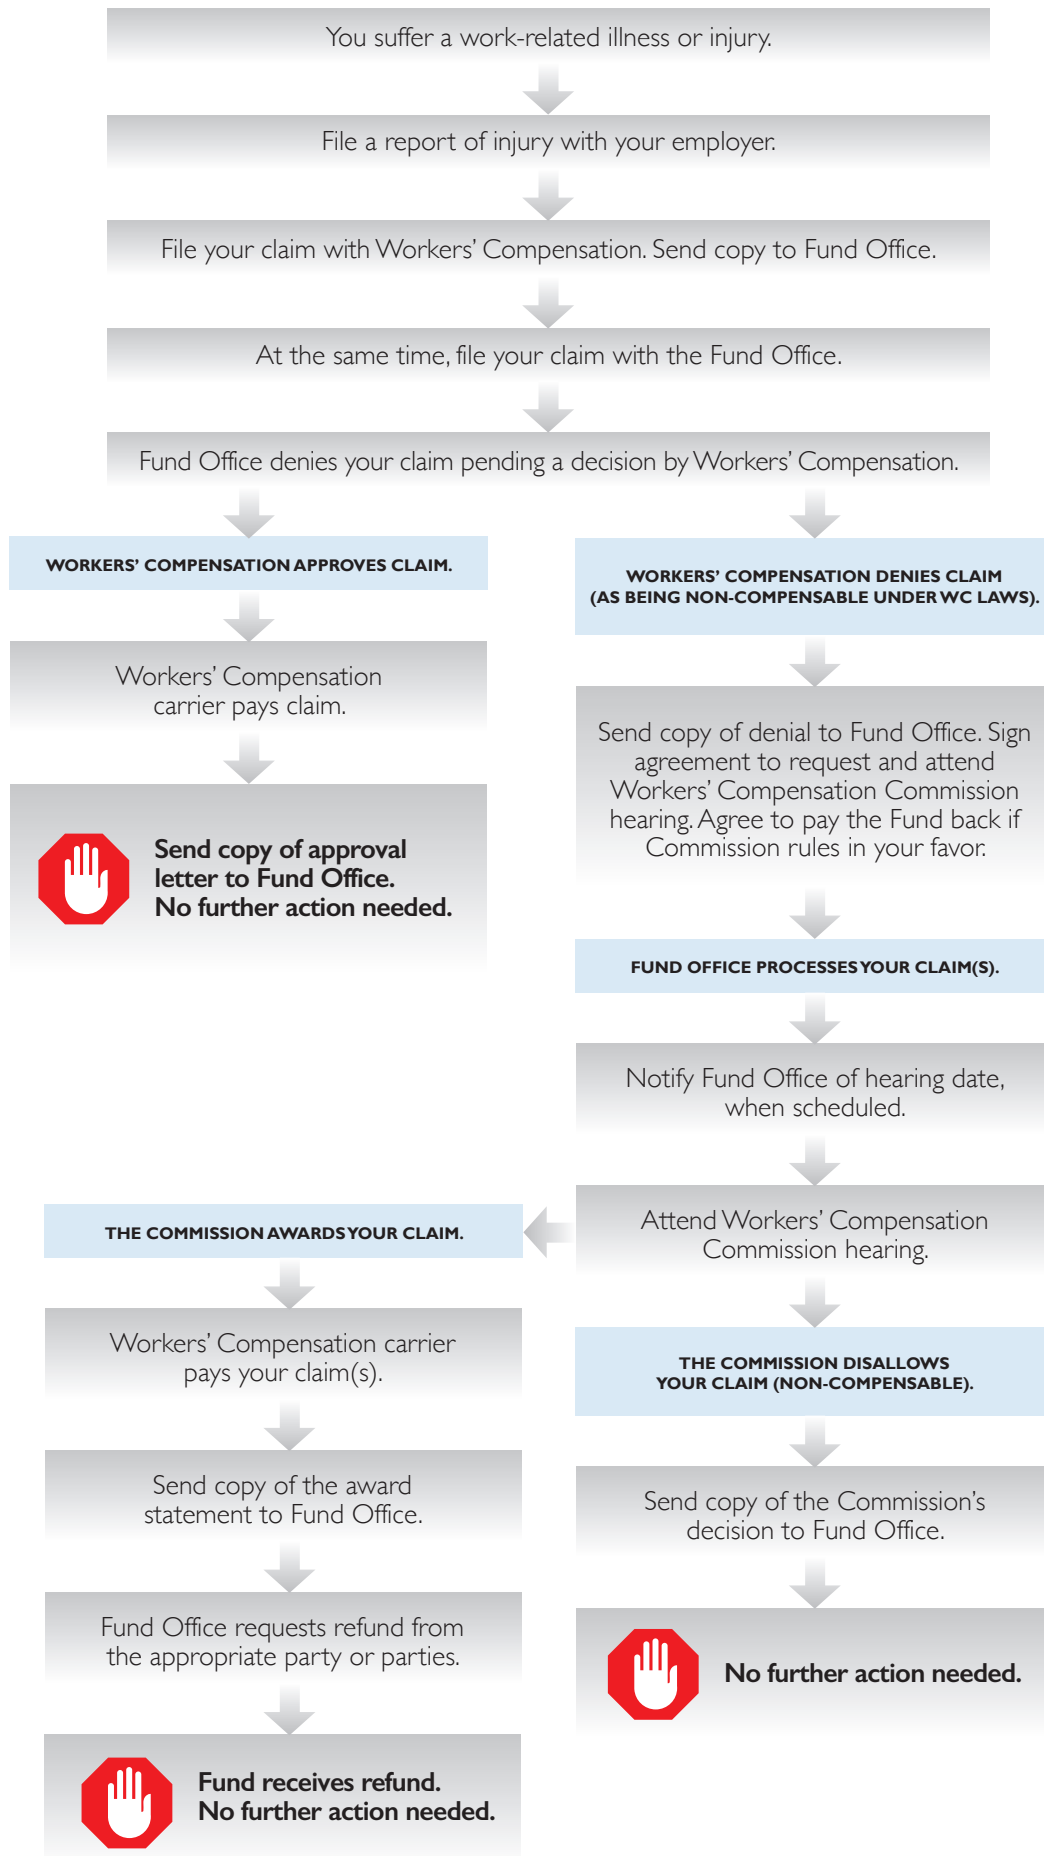 You suffer a work-related illness or injury.
File a report of injury with your employer.
File your claim with Workers' Compensation. Send copy to Fund Office.
At the same time, file your claim with the Fund Office.
Fund Office denies your claim pending a decision by Workers' Compensation.
WORKERS' COMPENSATION APPROVES CLAIM.
Workers' Compensation
carrier pays claim.
Send copy of approval
letter to Fund Office.
No further action needed.
WORKERS' COMPENSATION DENIES CLAIM
(AS BEING NON-COMPENSABLE UNDER WC LAWS).
Send copy of denial to Fund Office. Sign
agreement to request and attend
Workers' Compensation Commission
hearing. Agree to pay the Fund back if
Commission rules in your favor.
FUND OFFICE PROCESSES YOUR CLAIM(S).
Notify Fund Office of hearing date,
when scheduled.
Attend Workers' Compensation
Commission hearing.
THE COMMISSION AWARDS YOUR CLAIM.
Workers' Compensation carrier
pays your claim(s).
Send copy of the award
statement to Fund Office.
Fund Office requests refund from
the appropriate party or parties.
Fund receives refund.
No further action needed.
THE COMMISSION DISALLOWS
YOUR CLAIM (NON-COMPENSABLE).
Send copy of the Commission's
decision to Fund Office.
No further action needed.